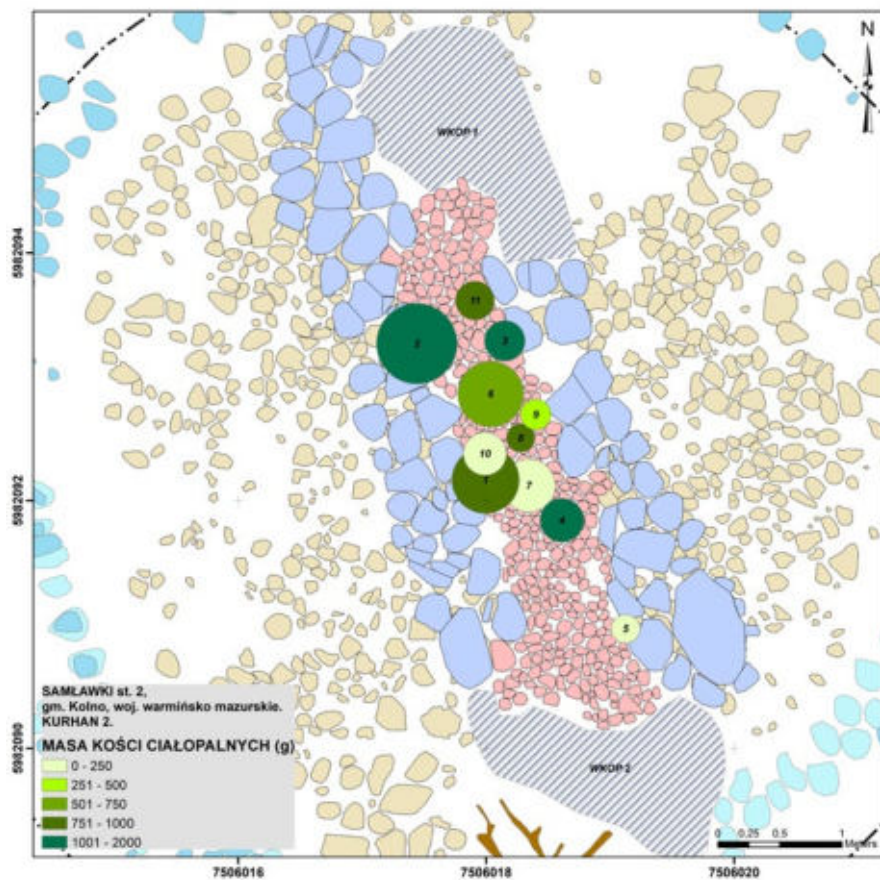 N
WKOP 1
11
3
6
9
8
10
1
7
4
5
WKOP 2
5982094
5982092
5982090
SAMŁAWKI st. 2,
gm. Kolno, woj. warmińsko mazurskie.
KURHAN 2.
MASA KOŚCI CIAŁOPALNYCH (g)
0 - 250
251 - 500
501 - 750
751 - 1000
1001 - 2000
0 0,25 0,5 1
Meters
7506016 7506018 7506020